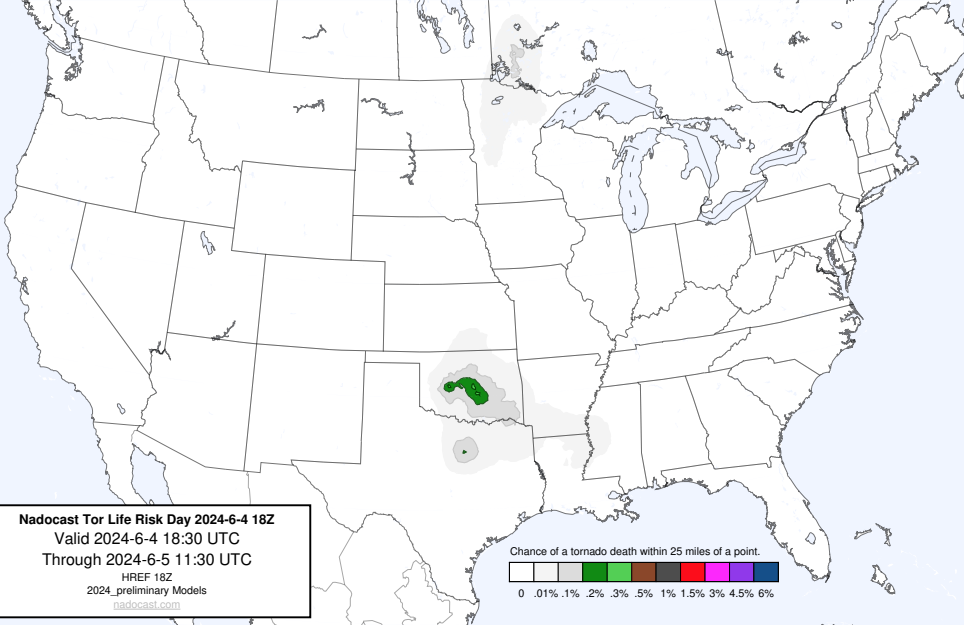 Nadocast Tor Life Risk Day 2024-6-4 18Z
Valid 2024-6-4 18:30 UTC
Through 2024-6-5 11:30 UTC
HREF 18Z
2024_preliminary Models
nadocast.com
Chance of a tornado death within 25 miles of a point.
0 .01% .1% .2% .3% .5% 1% 1.5% 3% 4.5% 6%